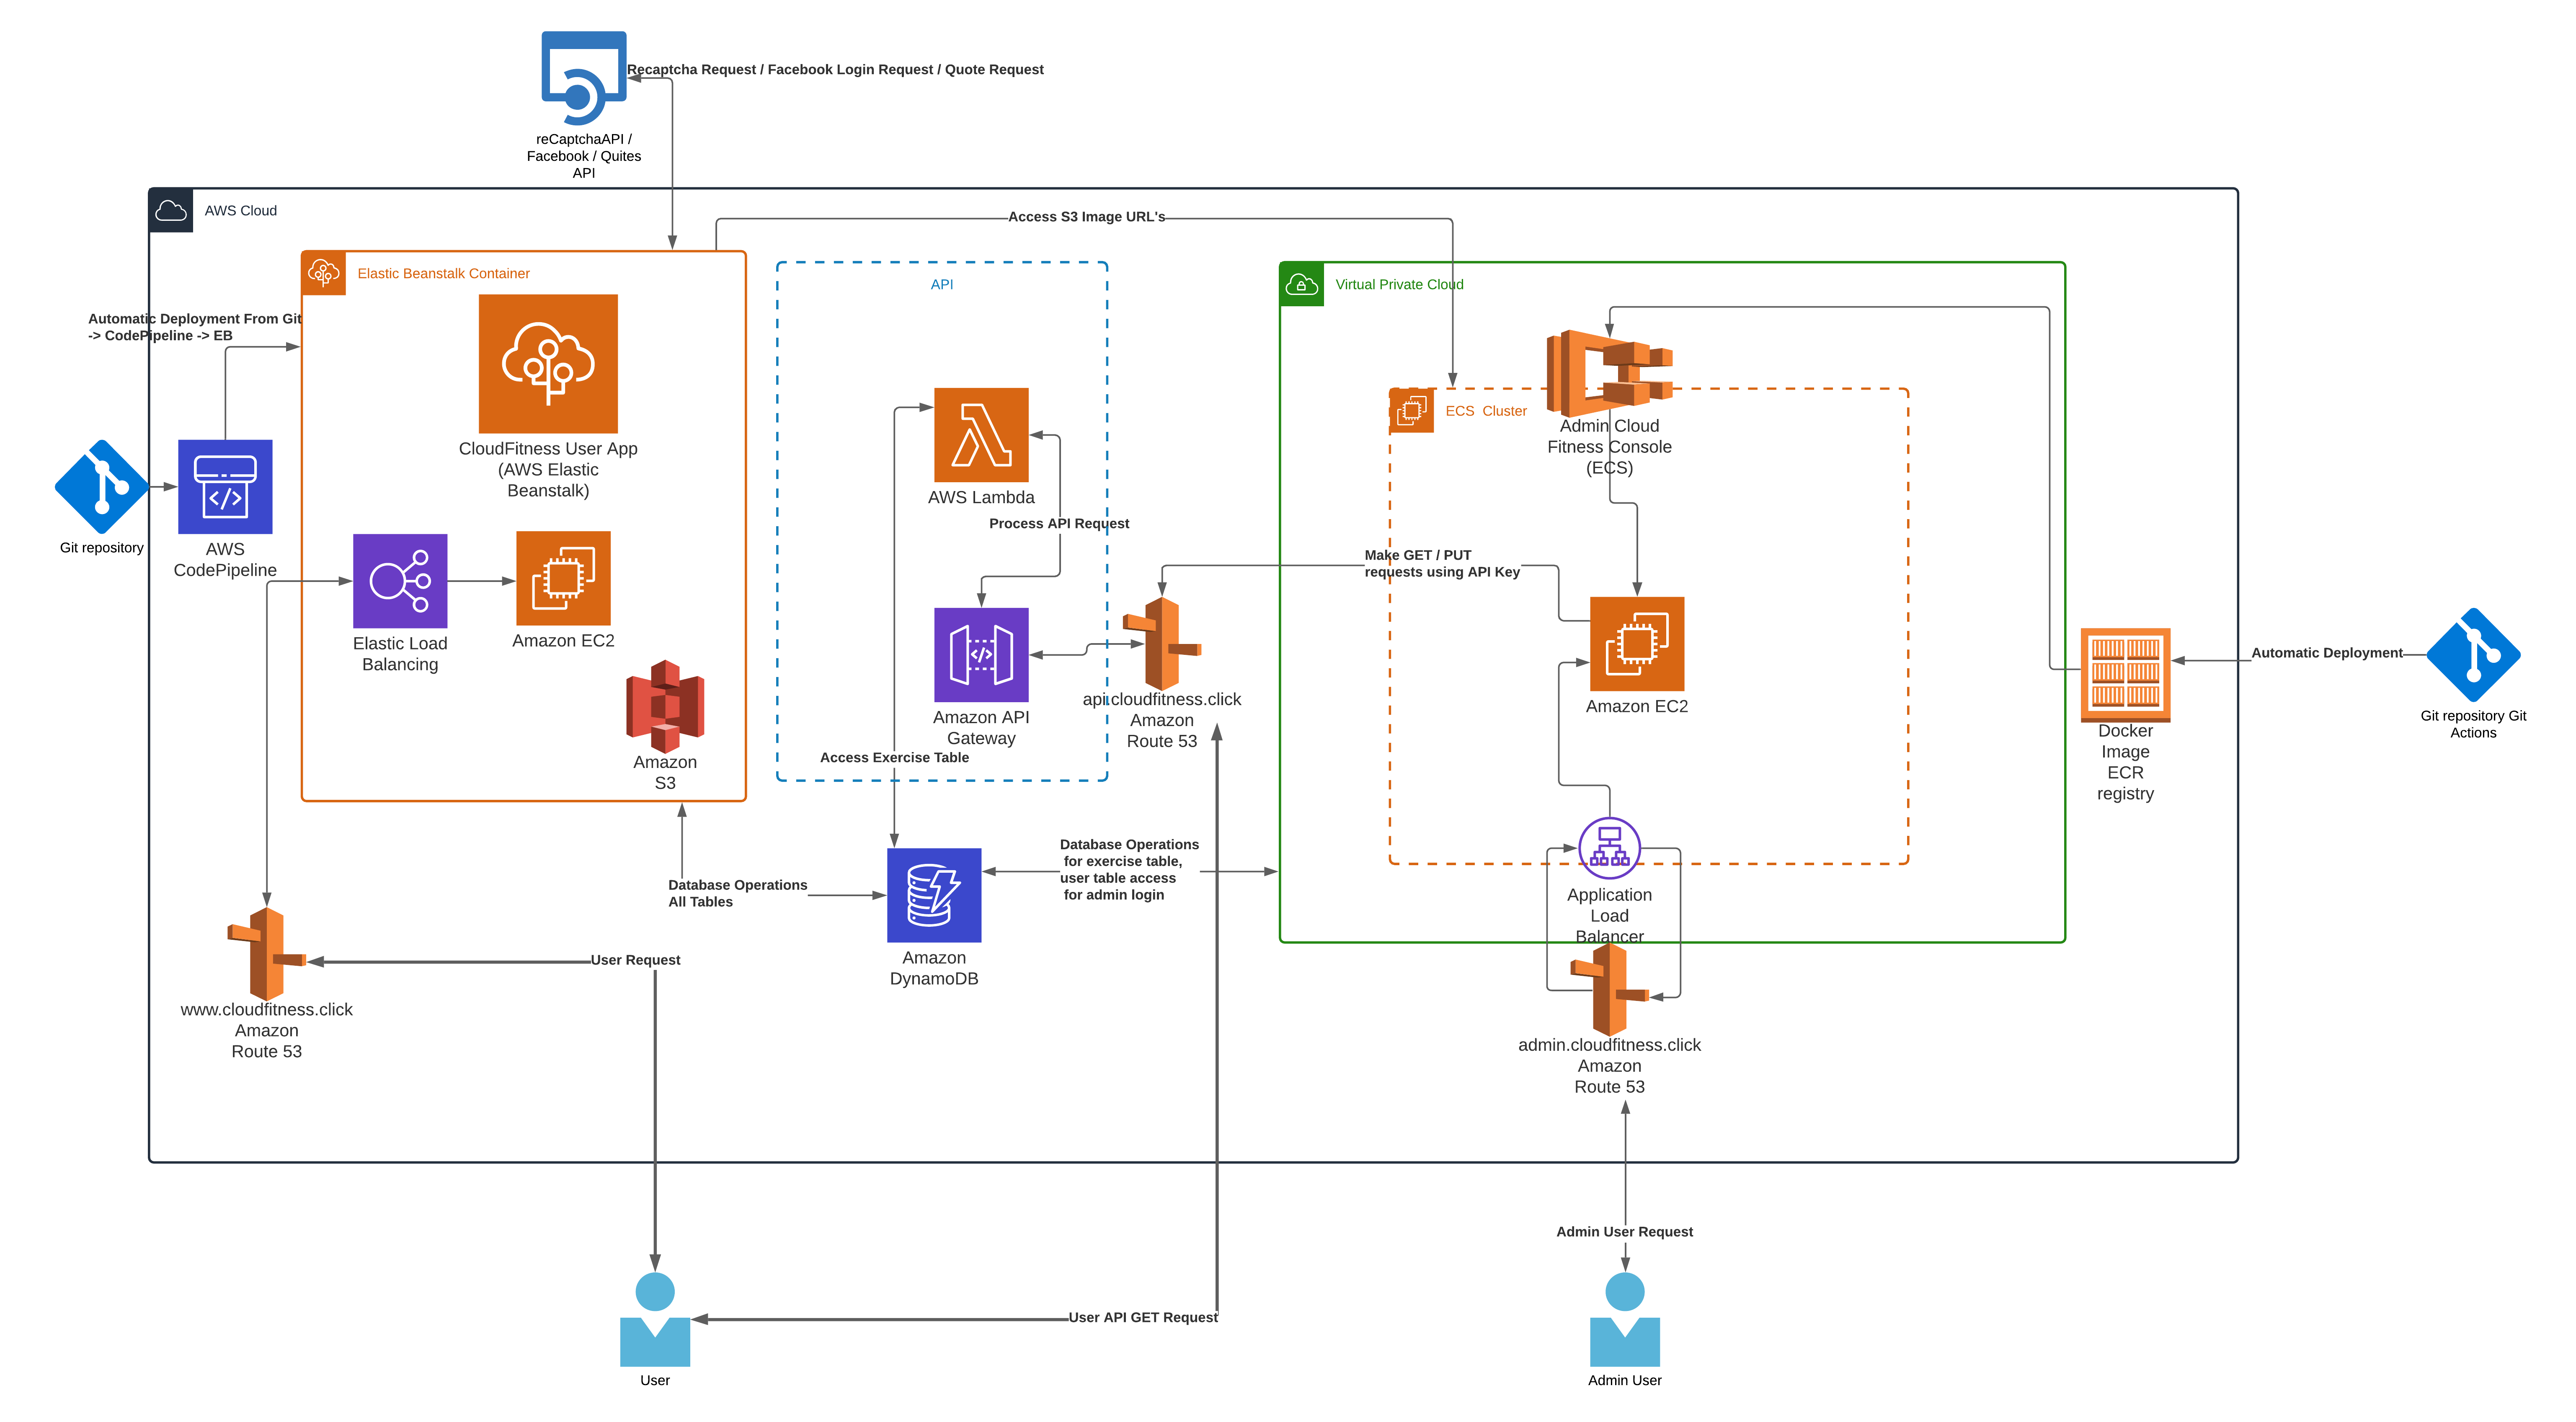 Recaptcha Request / Facebook Login Request / Quote Request
reCaptchaAPI /
Facebook / Quites
API
AWS Cloud
Access S3 Image URL's
Elastic Beanstalk Container
API
Virtual Private Cloud
Automatic Deployment From Git
-> CodePipeline -> EB
CloudFitness User App
(AWS Elastic
Beanstalk)
ECS Cluster
Admin Cloud
Fitness Console
(ECS)
AWS Lambda
Process API Request
Git repository
AWS
CodePipeline
Make GET / PUT
requests using API Key
Elastic Load
Balancing
Amazon EC2
Amazon API
Gateway
api.cloudfitness.click
Amazon
Route 53
Amazon EC2
Automatic Deployment
Git repository Git
Actions
Docker
Image
ECR
registry
Amazon
S3
Access Exercise Table
Database Operations
All Tables
Database Operations
for exercise table,
user table access
for admin login
Application
Load
Balancer
Amazon
DynamoDB
User Request
www.cloudfitness.click
Amazon
Route 53
admin.cloudfitness.click
Amazon
Route 53
Admin User Request
User API GET Request
User
Admin User